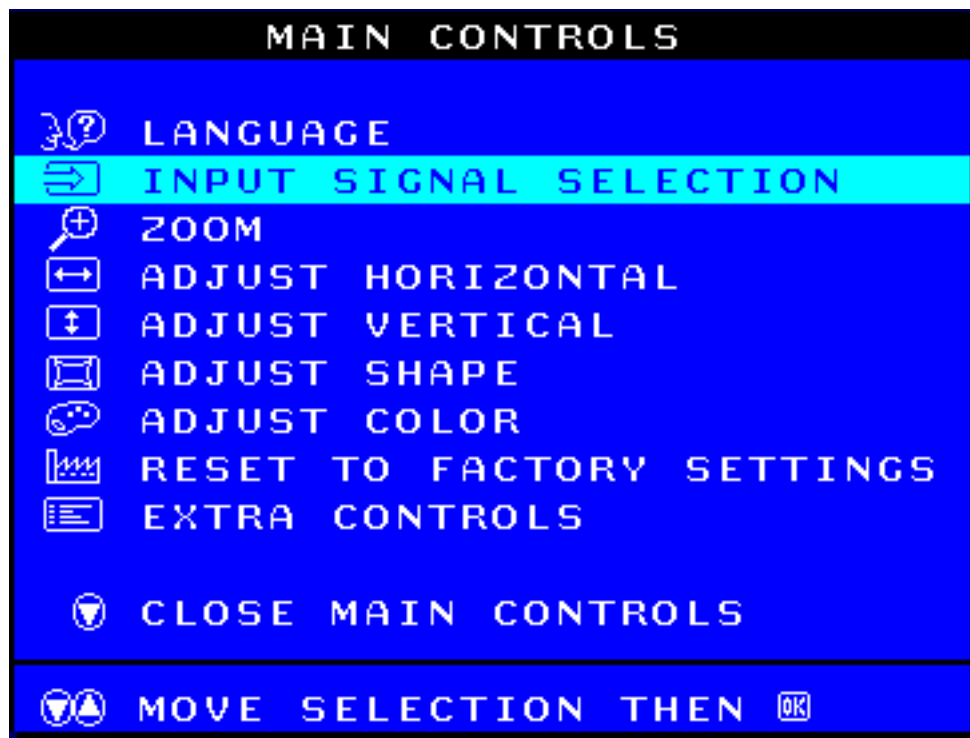 MAIN CONTROLS
LANGUAGE
INPUT SIGNAL SELECTION
ZOOM
ADJUST HORIZONTAL
ADJUST VERTICAL
ADJUST SHAPE
ADJUST COLOR
RESET TO FACTORY SETTINGS
EXTRA CONTROLS
CLOSE MAIN CONTROLS
MOVE SELECTION THEN OK